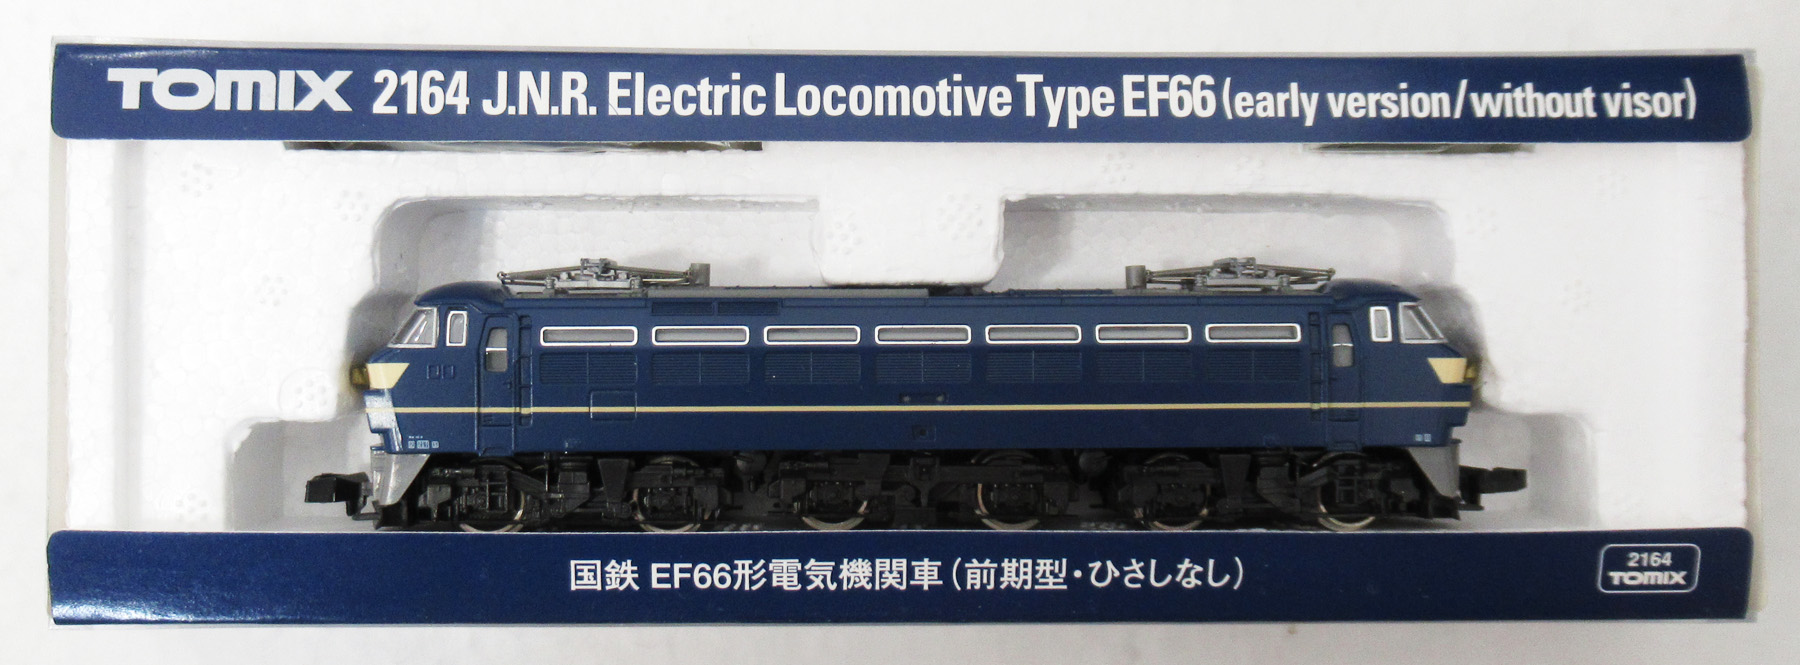 TOMIX 2164 J.N.R. Electric Locomotive Type EF66 (early version/without visor)
国鉄 EF66形電気機関車(前期型・ひさしなし)
2164
TOMIX